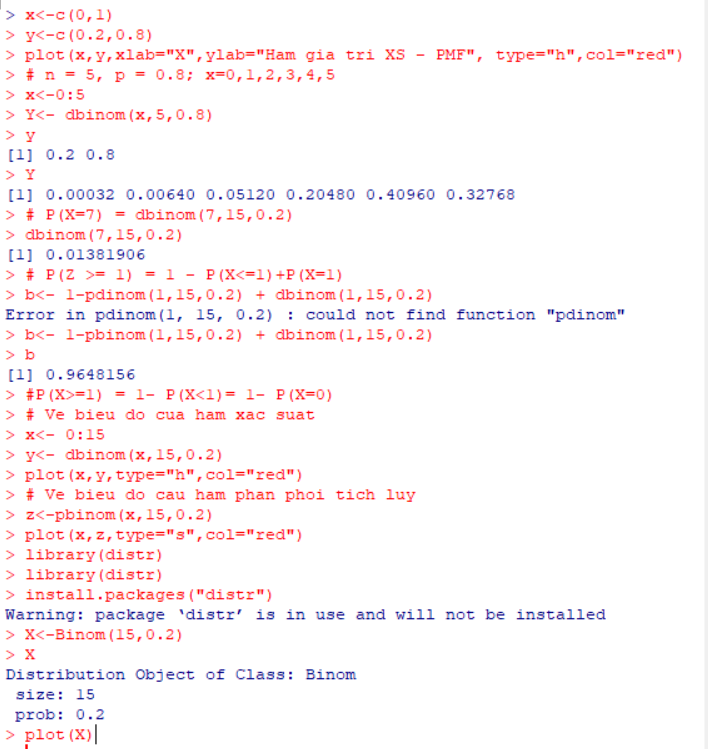 > x<-c(0,1)
> y<-c(0.2,0.8)
> plot(x,y,xlab="X",ylab="Ham gia tri XS - PMF", type="h",col="red")
> # n = 5, p = 0.8; x=0,1,2,3,4,5
> x<-0:5
> Y<- dbinom(x,5,0.8)
> y
[1] 0.2 0.8
> Y
[1] 0.00032 0.00640 0.05120 0.20480 0.40960 0.32768
> # P(X=7) = dbinom(7,15,0.2)
> dbinom(7,15,0.2)
[1] 0.01381906
> # P(Z >= 1) = 1 - P(X<=1)+P(X=1)
> b<- 1-pdinom(1,15,0.2) + dbinom(1,15,0.2)
Error in pdinom(1, 15, 0.2) : could not find function "pdinom"
> b<- 1-pbinom(1,15,0.2) + dbinom(1,15,0.2)
> b
[1] 0.9648156
> #P(X>=1) = 1- P(X<1)= 1- P(X=0)
> # Ve bieu do cua ham xac suat
> x<- 0:15
> y<- dbinom(x,15,0.2)
> plot(x,y,type="h",col="red")
> # Ve bieu do cau ham phan phoi tich luy
> z<-pbinom(x,15,0.2)
> plot(x,z,type="s",col="red")
> library(distr)
> library(distr)
> install.packages("distr")
Warning: package ‘distr’ is in use and will not be installed
> X<-Binom(15,0.2)
> X
Distribution Object of Class: Binom
 size: 15
 prob: 0.2
> plot(X)